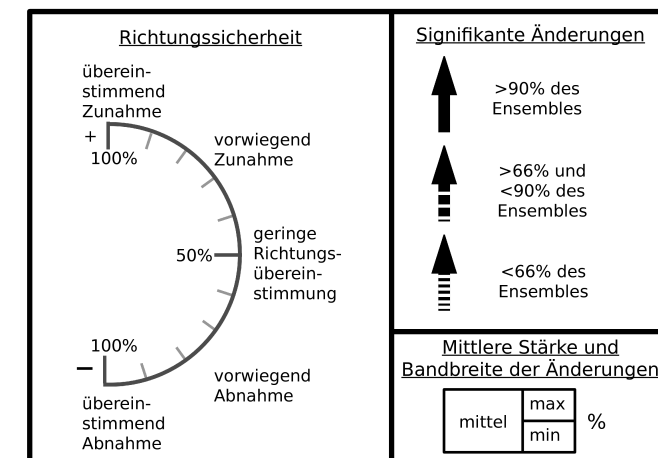 Richtungssicherheit
überein-
stimmend
Zunahme
+
100%
vorwiegend
Zunahme
50%
geringe
Richtungs-
überein-
stimmung
100%
−
vorwiegend
Abnahme
überein-
stimmend
Abnahme
Signifikante Änderungen
>90% des
Ensembles
>66% und
<90% des
Ensembles
<66% des
Ensembles
Mittlere Stärke und
Bandbreite der Änderungen
mittel
max
min
%